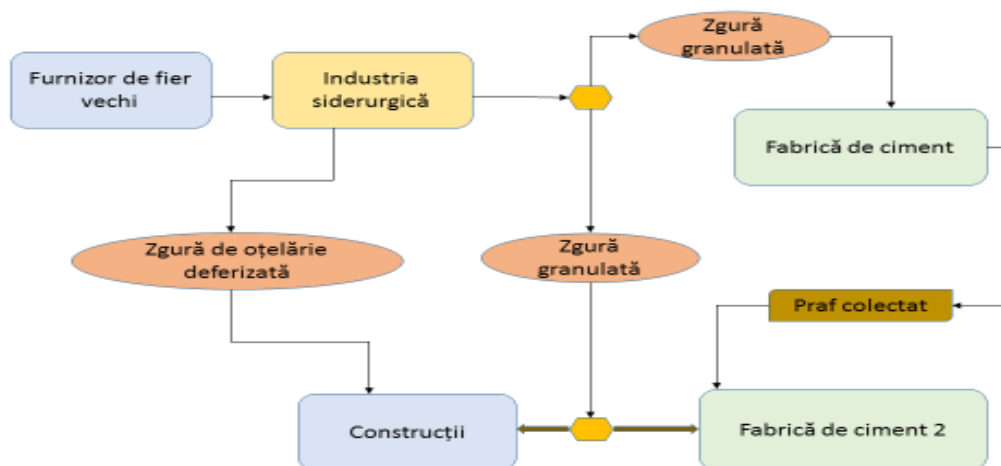 Zgură
granulată
Furnizor de fier
vechi
Industria
siderurgică
Fabrică de ciment
Zgură de oțelărie
deferizată
Zgură
granulată
Praf colectat
Construcții
Fabrică de ciment 2